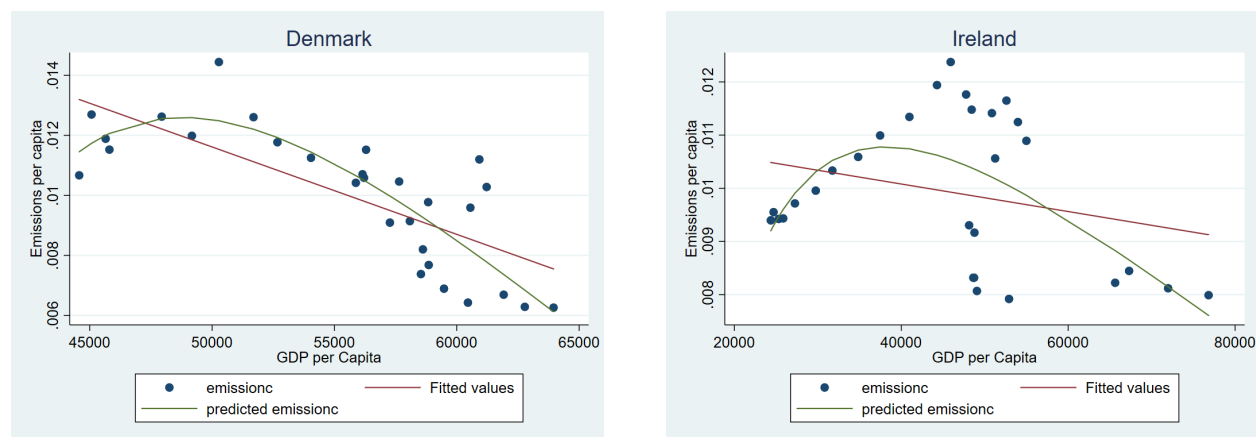 Denmark
Emissions per capita
.014
.012
.01
.008
.006
45000 50000 55000 60000 65000
GDP per Capita
emissionc Fitted values
predicted emissionc
Ireland
Emissions per capita
.012
.011
.01
.009
.008
20000 40000 60000 80000
GDP per Capita
emissionc Fitted values
predicted emissionc